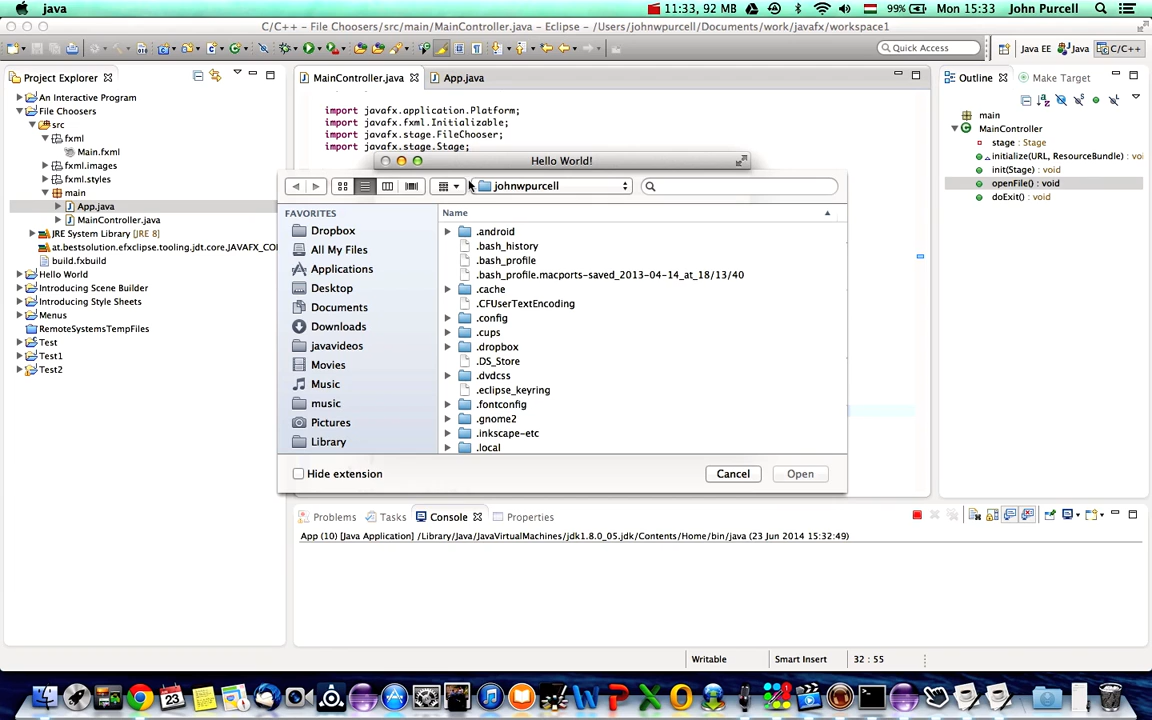 java
11:33, 92 MB
99%
Mon 15:33
John Purcell
C/C++ - File Choosers/src/main/MainController.java - Eclipse - /Users/johnwpurcell/Documents/work/javafx/workspace1
Quick Access
Java EE
Java
C/C++
Project Explorer
An Interactive Program
File Choosers
src
fxml
Main.fxml
fxml.images
fxml.styles
main
App.java
MainController.java
JRE System Library [JRE 8]
at.bestsolution.efxclipse.tooling.jdt.core.JAVAFX_CO
build.fxbuild
Hello World
Introducing Scene Builder
Introducing Style Sheets
Menus
RemoteSystemsTempFiles
Test
Test1
Test2
MainController.java
App.java
import javafx.application.Platform;
import javafx.fxml.Initializable;
import javafx.stage.FileChooser;
import javafx.stage.Stage;
Hello World!
johnwpurcell
FAVORITES
Dropbox
All My Files
Applications
Desktop
Documents
Downloads
javavideos
Movies
Music
music
Pictures
Library
Name
.android
.bash_history
.bash_profile
.bash_profile.macports-saved_2013-04-14_at_18/13/40
.cache
.CFUserTextEncoding
.config
.cups
.dropbox
.DS_Store
.dvdcss
.eclipse_keyring
.fontconfig
.gnome2
.inkscape-etc
.local
Hide extension
Cancel
Open
Outline
Make Target
main
MainController
stage : Stage
initialize(URL, ResourceBundle) : vo
init(Stage) : void
openFile() : void
doExit() : void
Problems
Tasks
Console
Properties
App (10) [Java Application] /Library/Java/JavaVirtualMachines/jdk1.8.0_05.jdk/Contents/Home/bin/java (23 Jun 2014 15:32:49)
Writable
Smart Insert
32 : 55